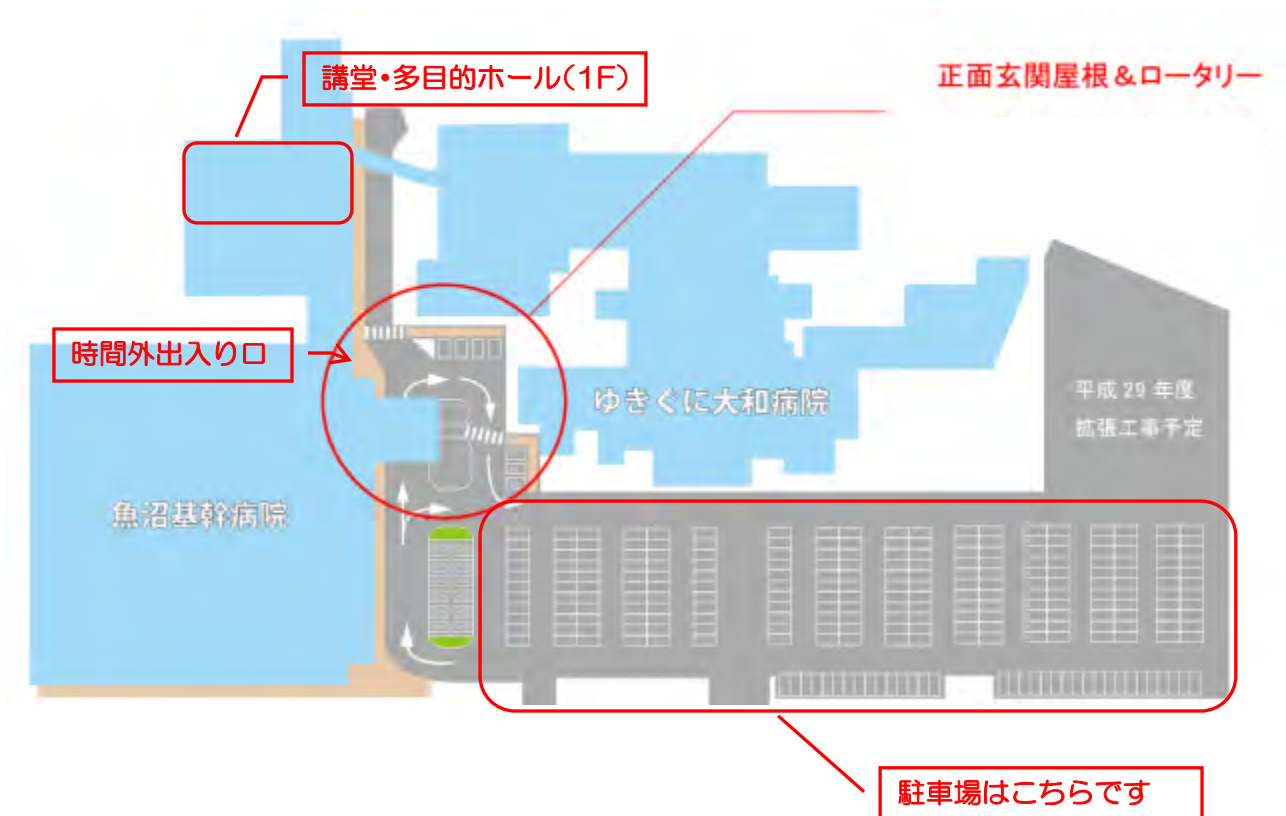 講堂・多目的ホール(1F)
正面玄関屋根&ロータリー
時間外出入り口
ゆきぐに大和病院
平成 29 年度
拡張工事予定
魚沼基幹病院
駐車場はこちらです